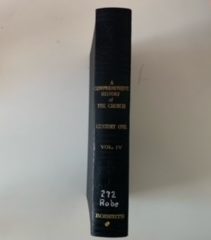 A
COMPREHENSIVE
HISTORY
of
THE CHURCH
CENTURY ONE
VOL. IV
272
Robe
ROBERTS